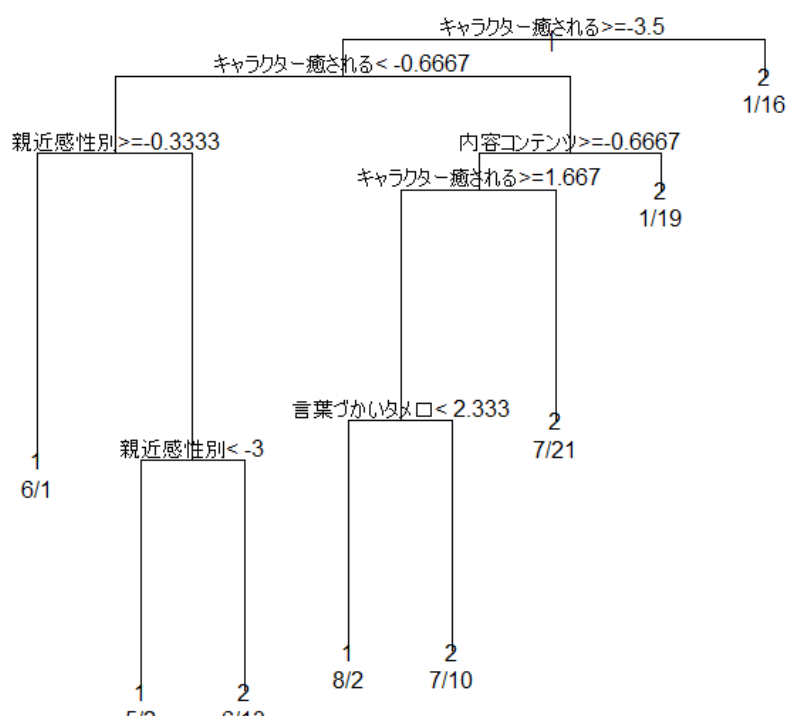 キャラクター癒される>=-3.5
キャラクター癒される< -0.6667
2
1/16
親近感性別>=-0.3333
内容コンテンツ>=-0.6667
キャラクター癒される>=1.667
2
1/19
言葉づかいタメ口< 2.333
2
7/21
親近感性別< -3
1
6/1
1
8/2
2
7/10
1
2